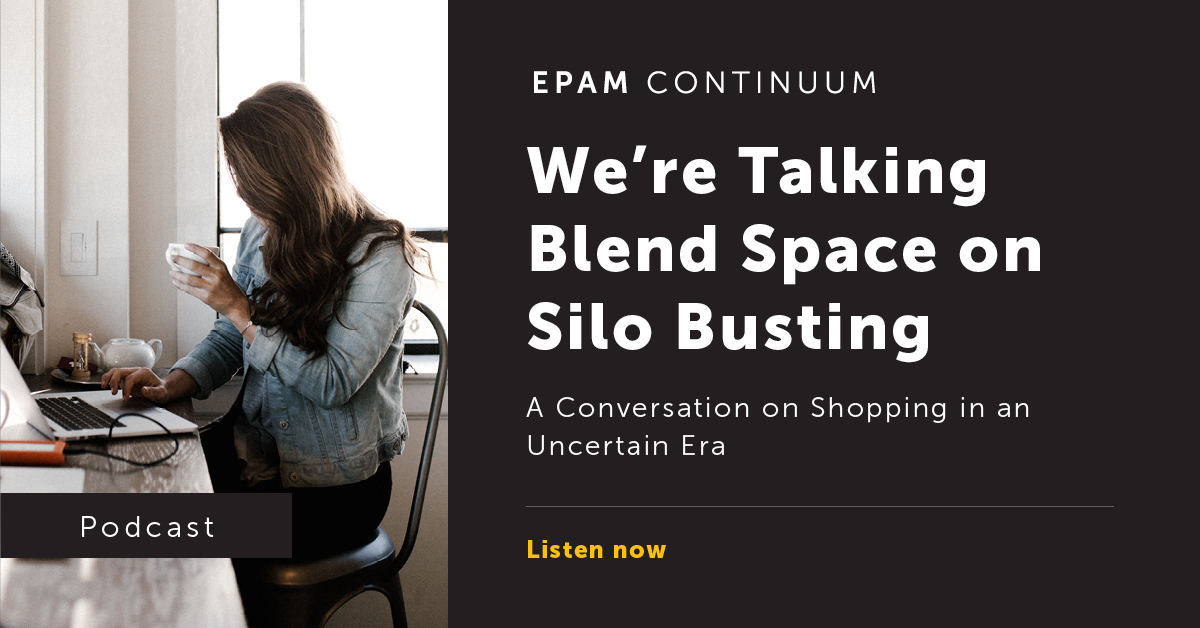 EPAM CONTINUUM
We’re Talking
Blend Space on
Silo Busting
A Conversation on Shopping in an
Uncertain Era
Listen now
Podcast